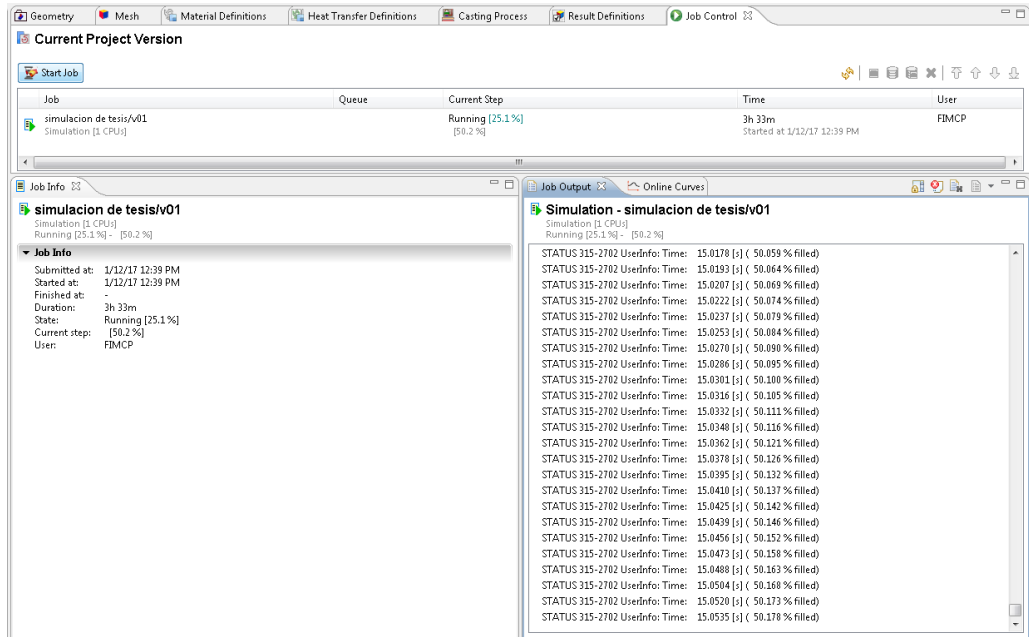 Geometry Mesh Material Definitions Heat Transfer Definitions Casting Process Result Definitions Job Control
Current Project Version
Start Job
Job Queue Current Step Time User
simulacion de tesis/v01 Running [25.1 %] 3h 33m FIMCP
Simulation [1 CPUs] [50.2 %] Started at 1/12/17 12:39 PM
Job Info
simulacion de tesis/v01
Simulation [1 CPUs]
Running [25.1 %] - [50.2 %]
Job Info
Submitted at: 1/12/17 12:39 PM
Started at: 1/12/17 12:39 PM
Finished at: -
Duration: 3h 33m
State: Running [25.1 %]
Current step: [50.2 %]
User: FIMCP
Job Output Online Curves
Simulation - simulacion de tesis/v01
Simulation [1 CPUs]
Running [25.1 %] - [50.2 %]
STATUS 315-2702 UserInfo: Time: 15.0178 [s] ( 50.059 % filled)
STATUS 315-2702 UserInfo: Time: 15.0193 [s] ( 50.064 % filled)
STATUS 315-2702 UserInfo: Time: 15.0207 [s] ( 50.069 % filled)
STATUS 315-2702 UserInfo: Time: 15.0222 [s] ( 50.074 % filled)
STATUS 315-2702 UserInfo: Time: 15.0237 [s] ( 50.079 % filled)
STATUS 315-2702 UserInfo: Time: 15.0253 [s] ( 50.084 % filled)
STATUS 315-2702 UserInfo: Time: 15.0270 [s] ( 50.090 % filled)
STATUS 315-2702 UserInfo: Time: 15.0286 [s] ( 50.095 % filled)
STATUS 315-2702 UserInfo: Time: 15.0301 [s] ( 50.100 % filled)
STATUS 315-2702 UserInfo: Time: 15.0316 [s] ( 50.105 % filled)
STATUS 315-2702 UserInfo: Time: 15.0332 [s] ( 50.111 % filled)
STATUS 315-2702 UserInfo: Time: 15.0348 [s] ( 50.116 % filled)
STATUS 315-2702 UserInfo: Time: 15.0362 [s] ( 50.121 % filled)
STATUS 315-2702 UserInfo: Time: 15.0378 [s] ( 50.126 % filled)
STATUS 315-2702 UserInfo: Time: 15.0395 [s] ( 50.132 % filled)
STATUS 315-2702 UserInfo: Time: 15.0410 [s] ( 50.137 % filled)
STATUS 315-2702 UserInfo: Time: 15.0425 [s] ( 50.142 % filled)
STATUS 315-2702 UserInfo: Time: 15.0439 [s] ( 50.146 % filled)
STATUS 315-2702 UserInfo: Time: 15.0456 [s] ( 50.152 % filled)
STATUS 315-2702 UserInfo: Time: 15.0473 [s] ( 50.158 % filled)
STATUS 315-2702 UserInfo: Time: 15.0488 [s] ( 50.163 % filled)
STATUS 315-2702 UserInfo: Time: 15.0504 [s] ( 50.168 % filled)
STATUS 315-2702 UserInfo: Time: 15.0520 [s] ( 50.173 % filled)
STATUS 315-2702 UserInfo: Time: 15.0535 [s] ( 50.178 % filled)